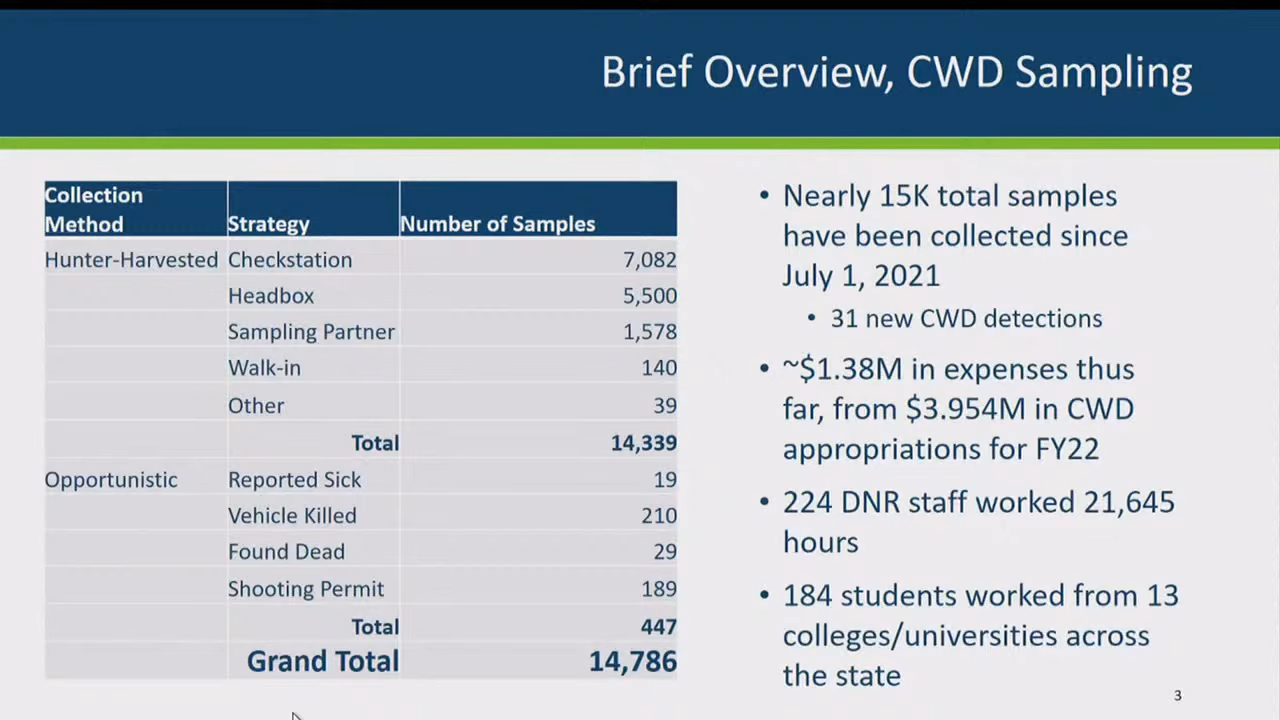 Brief Overview, CWD Sampling
Collection
Method Strategy Number of Samples
Hunter-Harvested Checkstation 7,082
Headbox 5,500
Sampling Partner 1,578
Walk-in 140
Other 39
Total 14,339
Opportunistic Reported Sick 19
Vehicle Killed 210
Found Dead 29
Shooting Permit 189
Total 447
Grand Total 14,786
• Nearly 15K total samples
have been collected since
July 1, 2021
• 31 new CWD detections
• ~$1.38M in expenses thus
far, from $3.954M in CWD
appropriations for FY22
• 224 DNR staff worked 21,645
hours
• 184 students worked from 13
colleges/universities across
the state
3